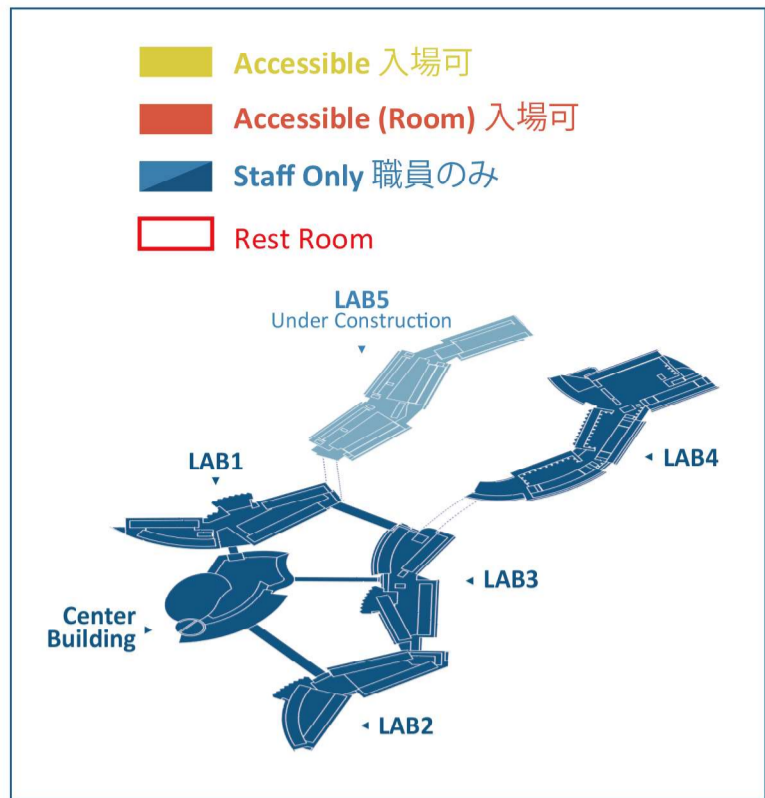 Accessible 入場可
Accessible (Room) 入場可
Staff Only 職員のみ
Rest Room
LAB5
Under Construction
LAB1
LAB4
LAB3
Center
Building
LAB2